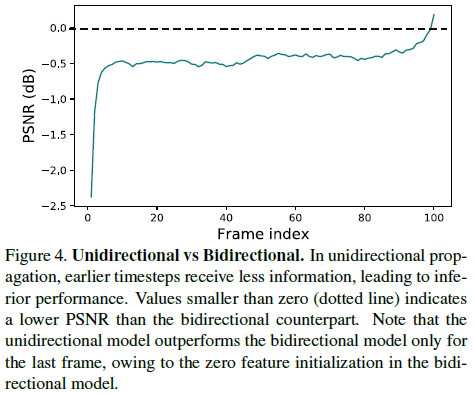 0.0
−0.5
−1.0
−1.5
−2.0
−2.5
PSNR (dB)
0 20 40 60 80 100
Frame index
Figure 4. Unidirectional vs Bidirectional. In unidirectional prop-
agation, earlier timesteps receive less information, leading to infe-
rior performance. Values smaller than zero (dotted line) indicates
a lower PSNR than the bidirectional counterpart. Note that the
unidirectional model outperforms the bidirectional model only for
the last frame, owing to the zero feature initialization in the bidi-
rectional model.